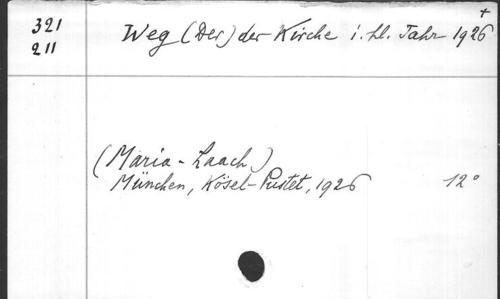 321 Weg (Der) der Kirche i. hl. Jahr 1926 +
211
(Maria-Laach)
München, Kösel-Pustet, 1926 12°